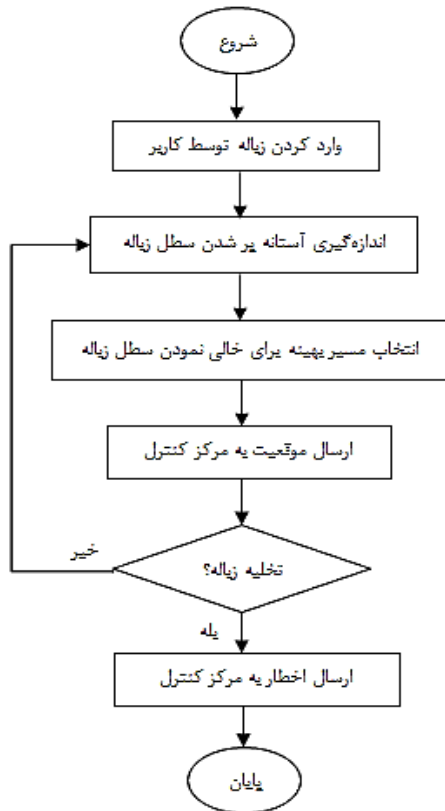 شروع
وارد کردن زباله توسط کاربر
اندازه‌گیری آستانه پر شدن سطل زباله
انتخاب مسیر بهینه برای خالی نمودن سطل زباله
ارسال موقعیت به مرکز کنترل
تخلیه زباله؟
خیر
بله
ارسال اخطار به مرکز کنترل
پایان